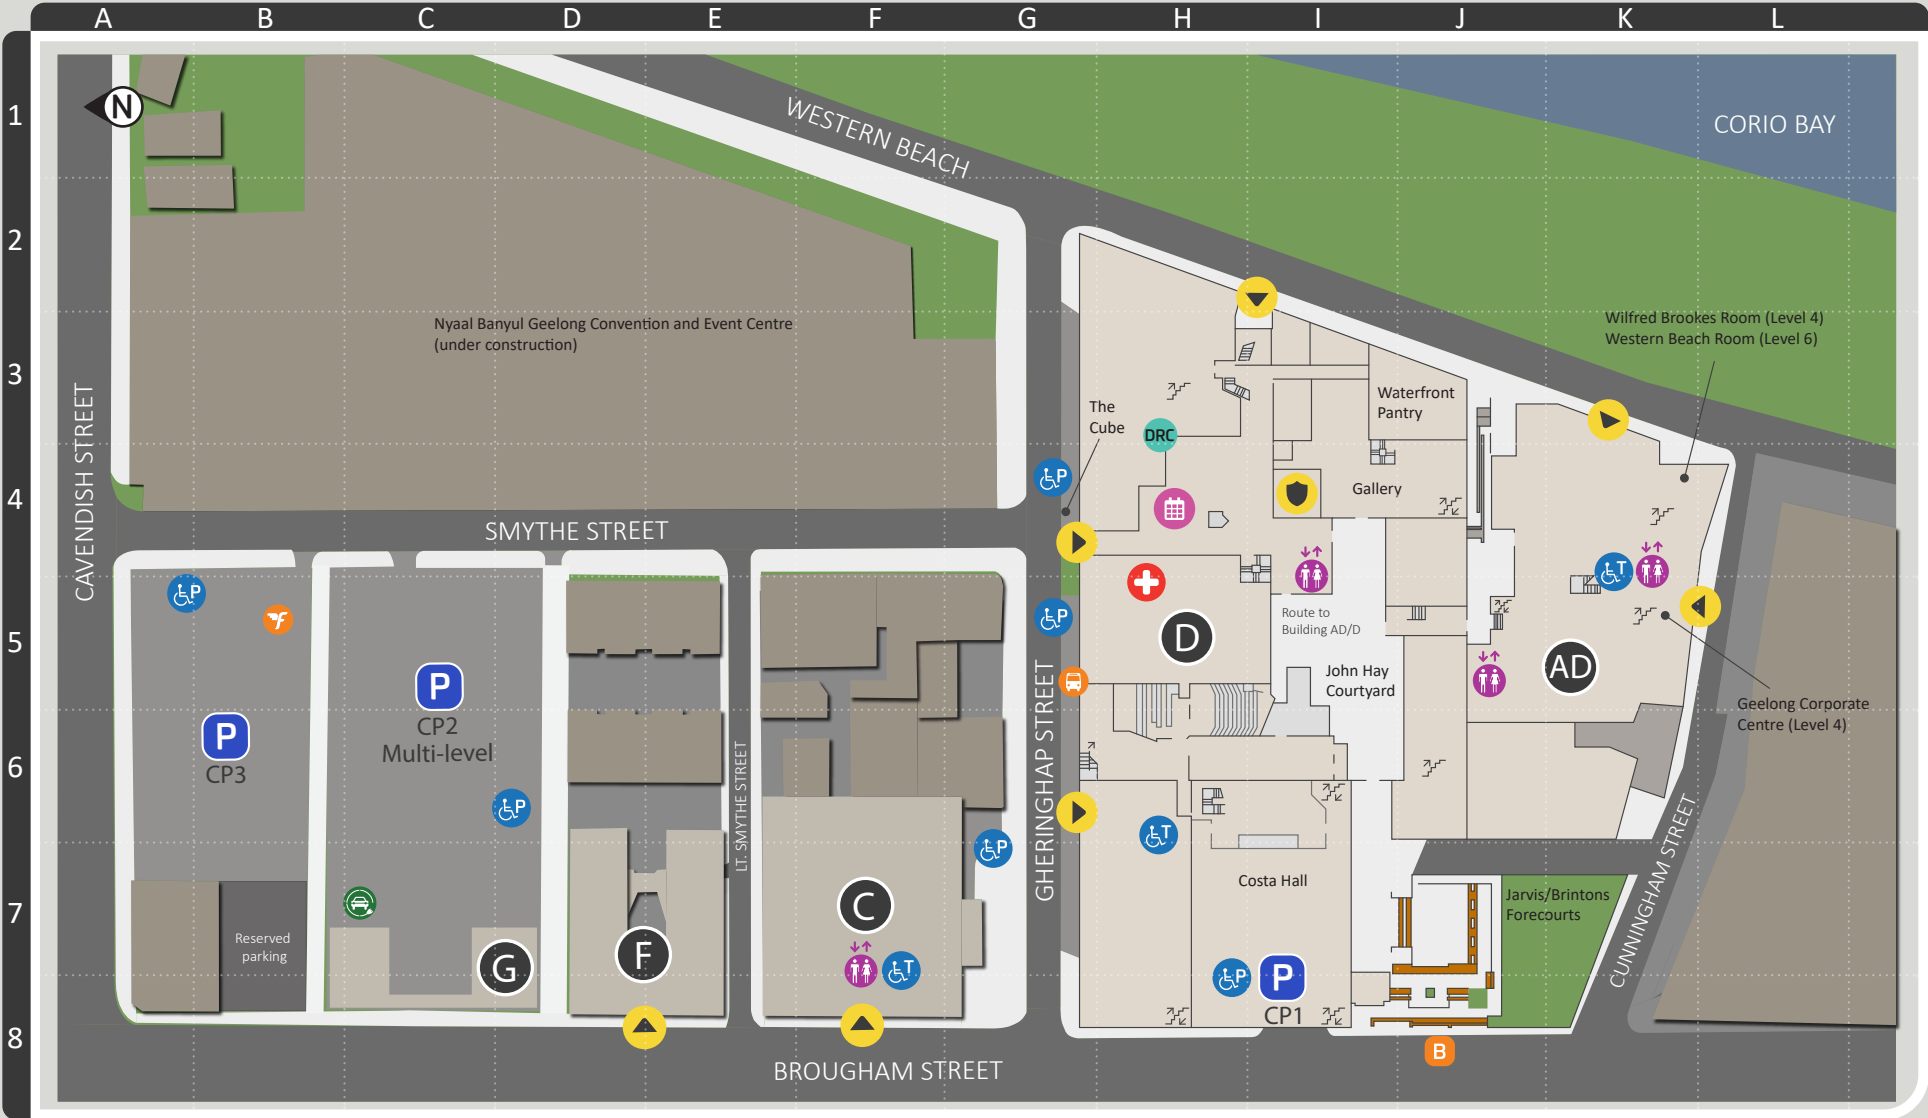 A B C D E F G H I J K L
1
2
3
4
5
6
7
8
N
WESTERN BEACH
CORIO BAY
Nyaal Banyul Geelong Convention and Event Centre
(under construction)
Wilfred Brookes Room (Level 4)
Western Beach Room (Level 6)
CAVENDISH STREET
The
Cube
DRC
Waterfront
Pantry
Gallery
SMYTHE STREET
P
P
P
T
Route to
Building AD/D
D
AD
John Hay
Courtyard
Geelong Corporate
Centre (Level 4)
P
CP2
Multi-level
P
CP3
P
LT. SMYTHE STREET
GHERINGHAP STREET
T
P
CUNNINGHAM STREET
Costa Hall
Jarvis/Brintons
Forecourts
C
Reserved
parking
G
F
T
P
P
CP1
B
BROUGHAM STREET